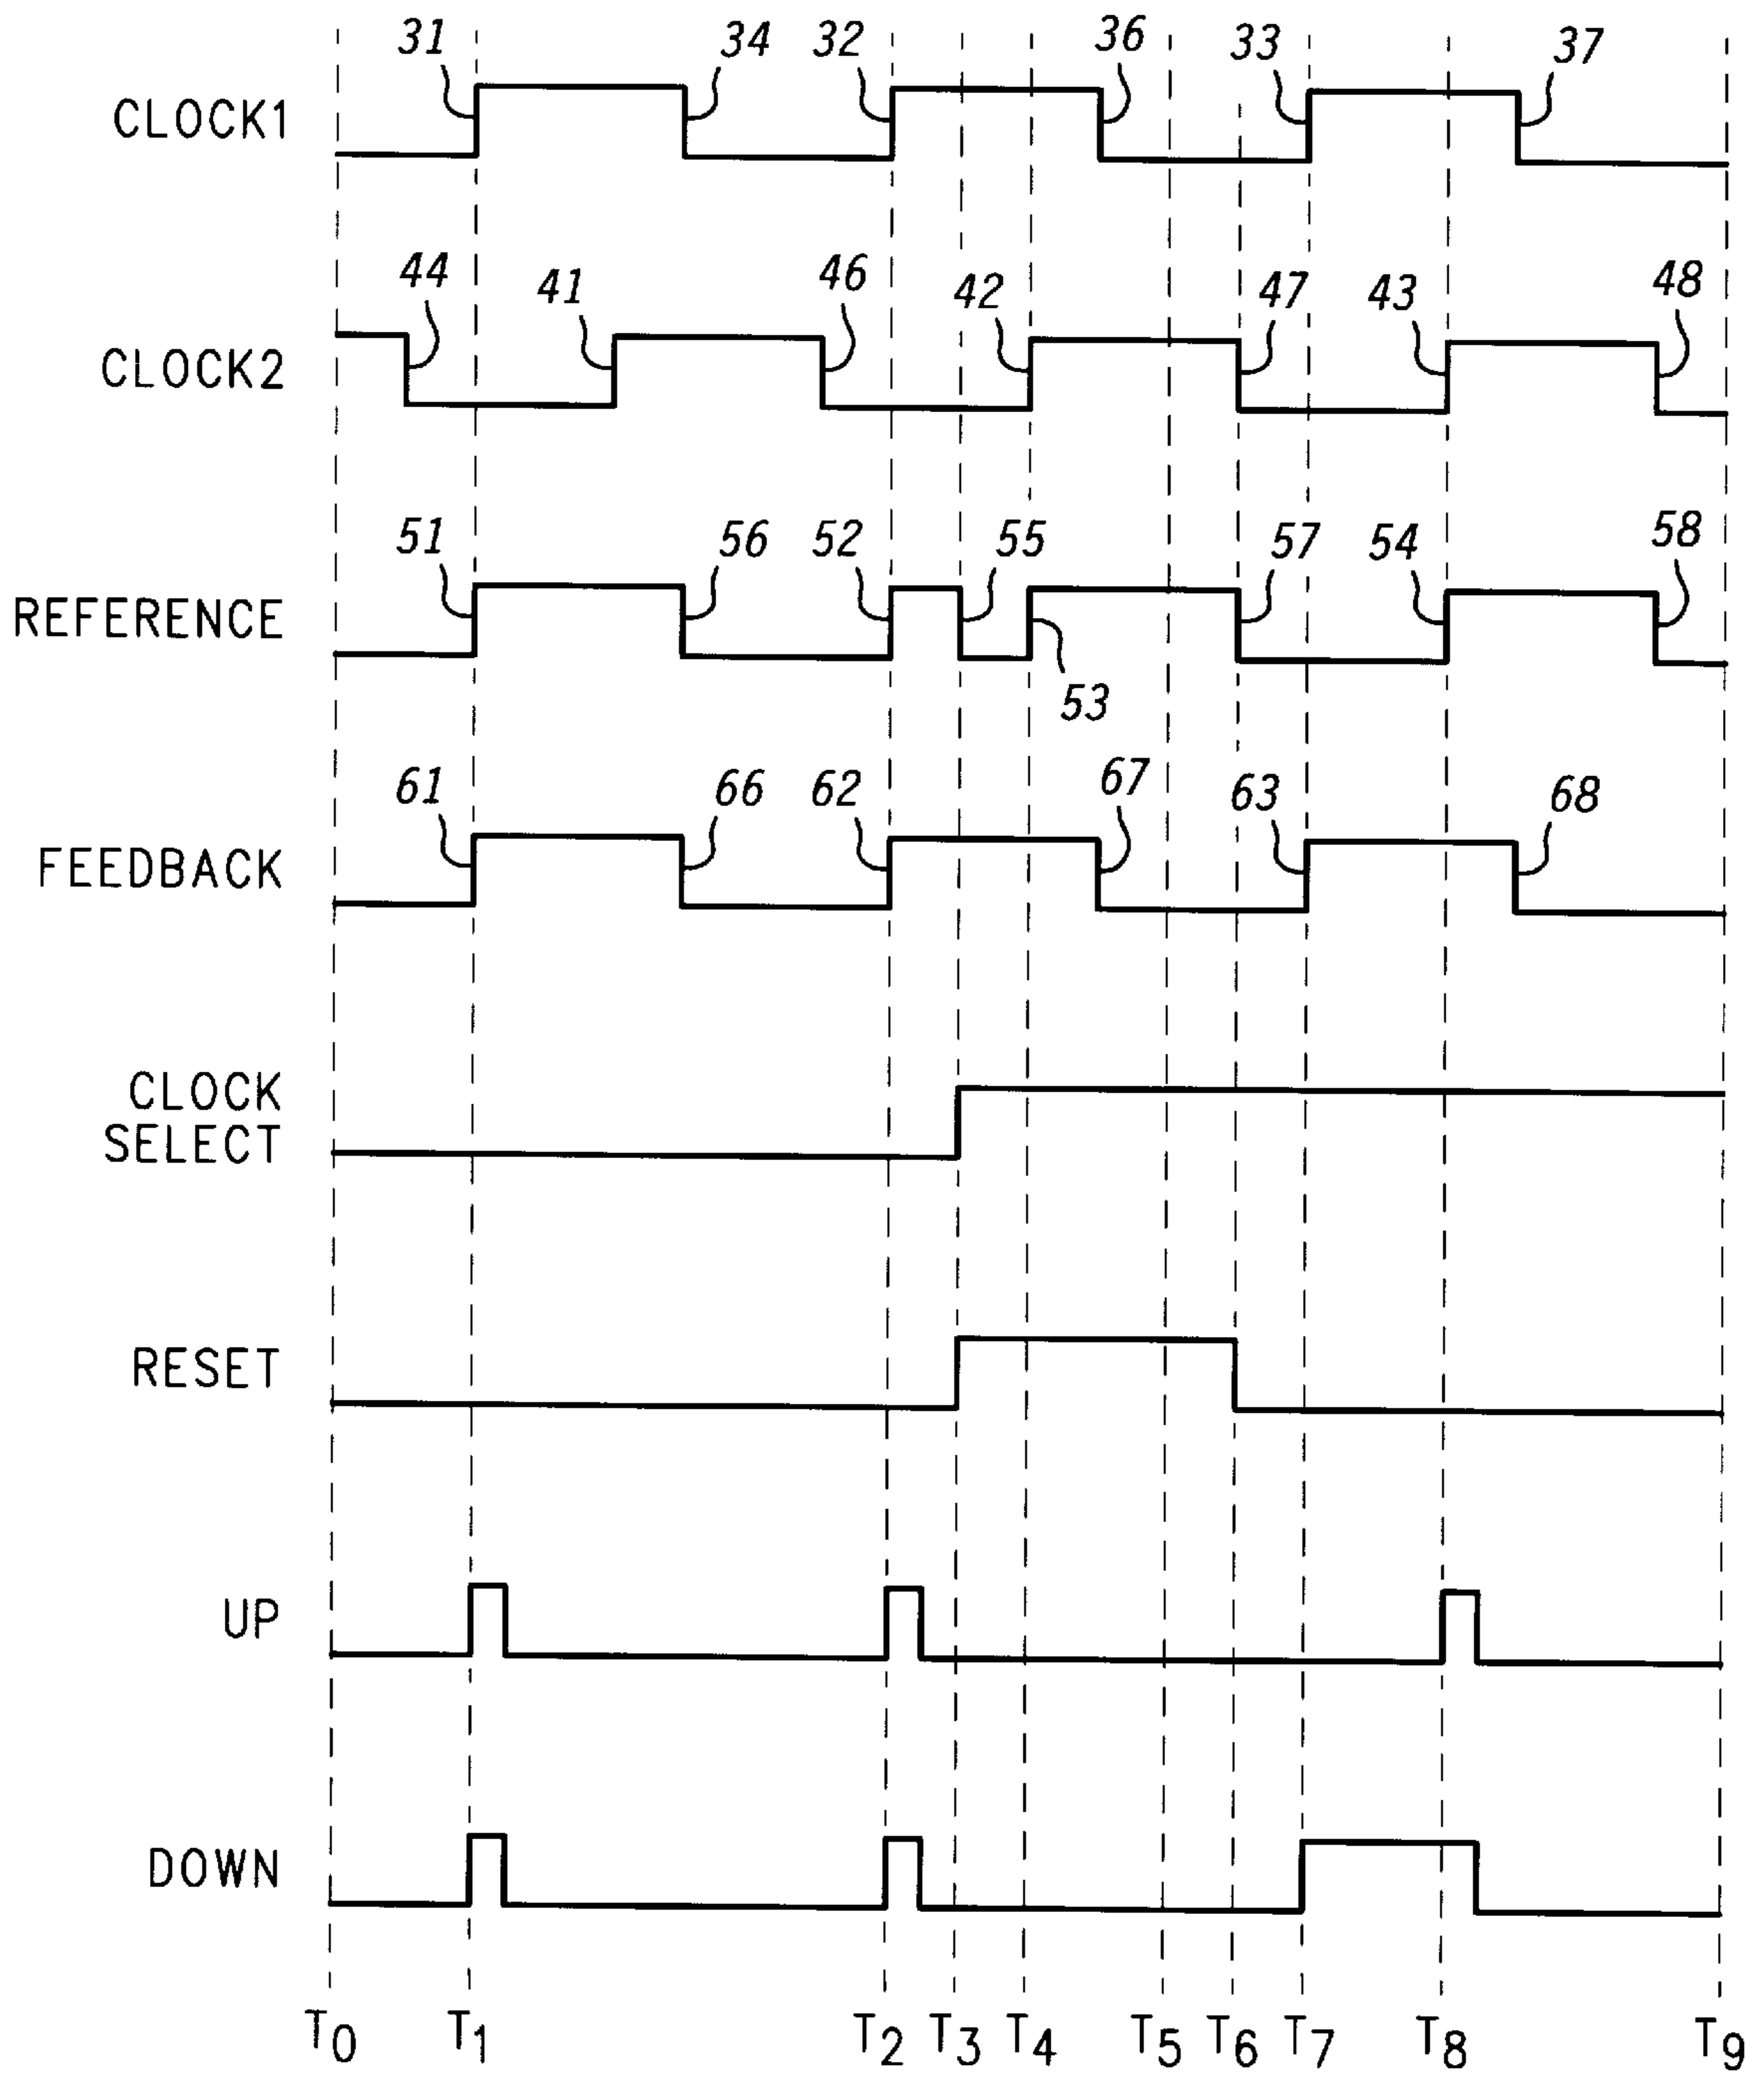 31 34 32 36 33 37
CLOCK1
44 41 46 42 47 43 48
CLOCK2
51 56 52 55 57 54 58
REFERENCE
53
61 66 62 67 63 68
FEEDBACK
CLOCK
SELECT
RESET
UP
DOWN
T0 T1 T2 T3 T4 T5 T6 T7 T8 T9